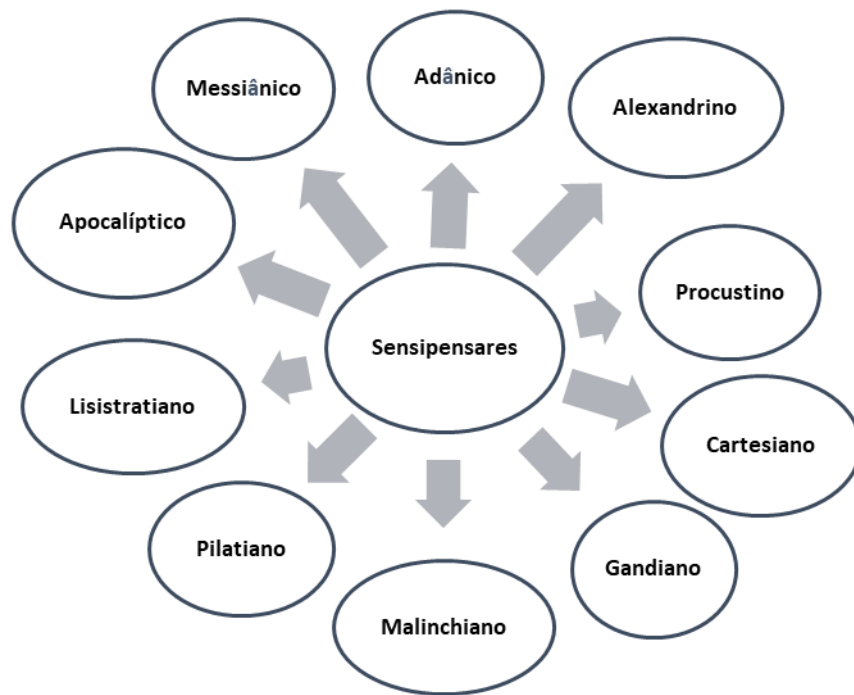 Adânico
Messiânico
Alexandrino
Apocalíptico
Procustino
Sensipensares
Lisistratiano
Cartesiano
Pilatiano
Gandiano
Malinchiano